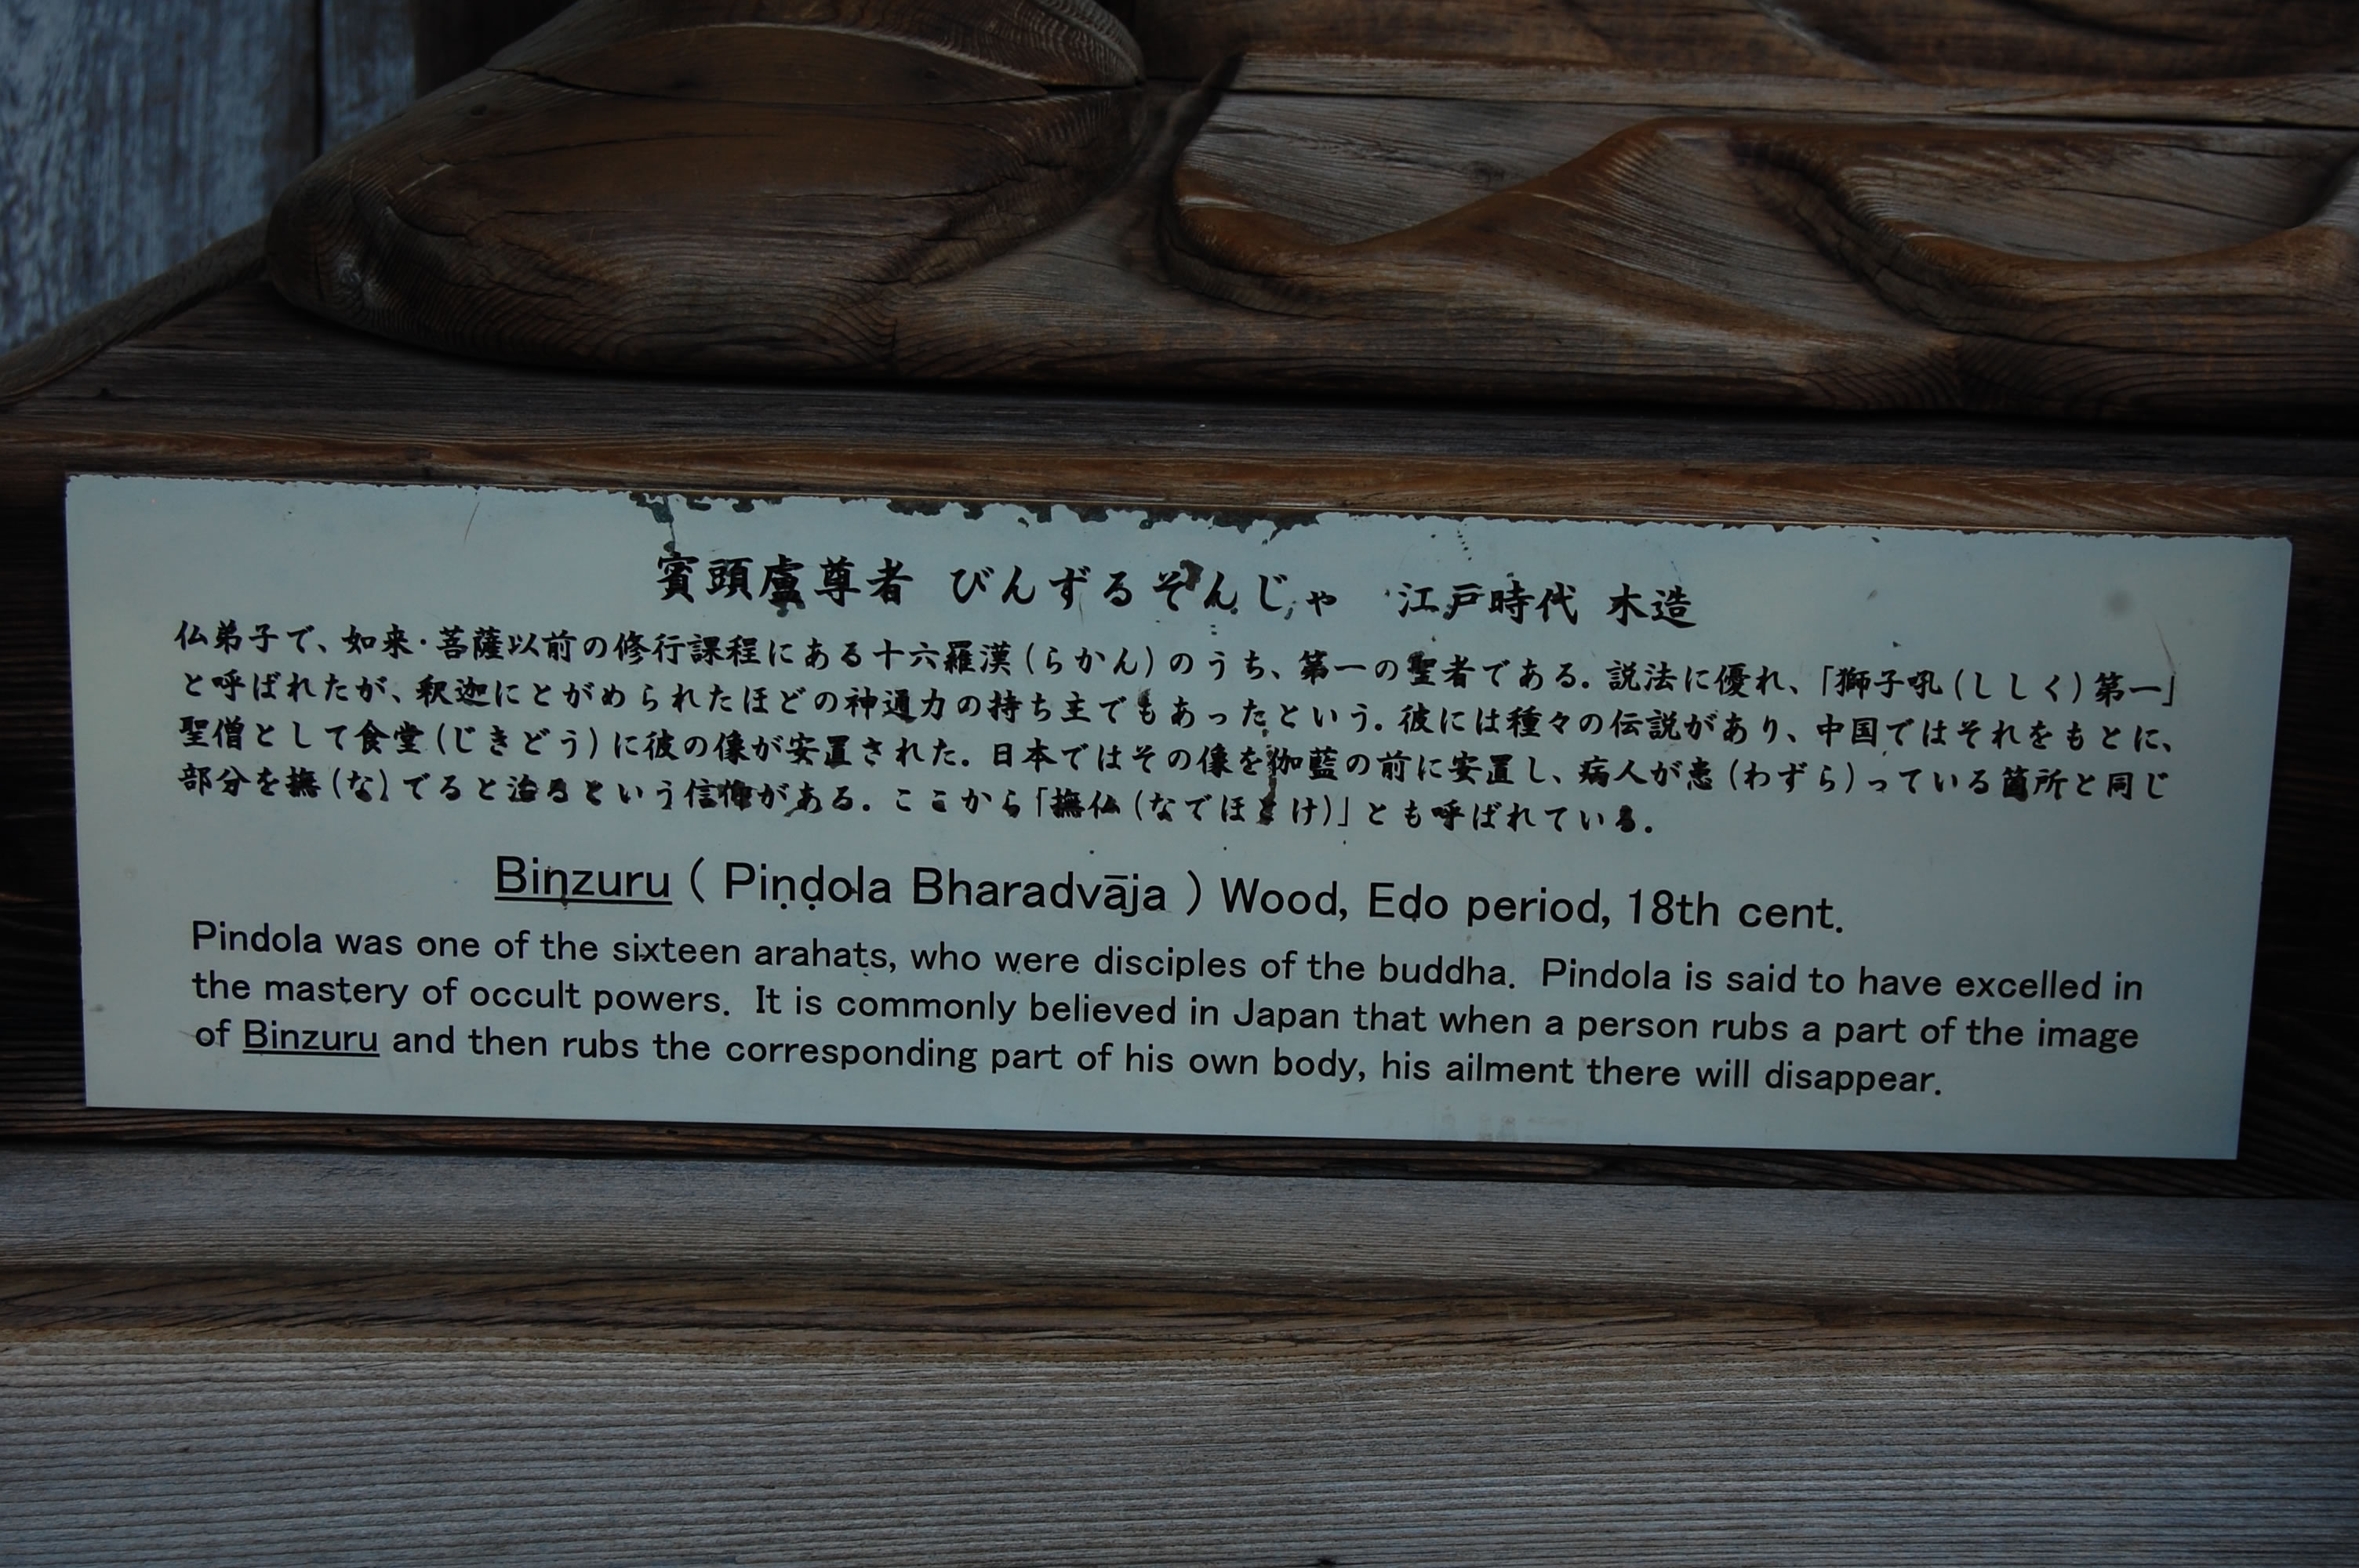 賓頭盧尊者 びんずるそんじゃ 江戸時代 木造
仏弟子で、如来・菩薩以前の修行課程にある十六羅漢(らかん)のうち、第一の聖者である。説法に優れ、「獅子吼(ししく)第一」
と呼ばれたが、釈迦にとがめられたほどの神通力の持ち主でもあったという。彼には種々の伝説があり、中国ではそれをもとに、
聖僧として食堂(じきどう)に彼の像が安置された。日本ではその像を伽藍の前に安置し、病人が患(わずら)っている箇所と同じ
部分を撫(な)でると治るという信仰がある。ここから「撫仏(なでほとけ)」とも呼ばれている。
Binzuru ( Piṇḍola Bharadvāja ) Wood, Edo period, 18th cent.
Pindola was one of the sixteen arahats, who were disciples of the buddha. Pindola is said to have excelled in
the mastery of occult powers. It is commonly believed in Japan that when a person rubs a part of the image
of Binzuru and then rubs the corresponding part of his own body, his ailment there will disappear.